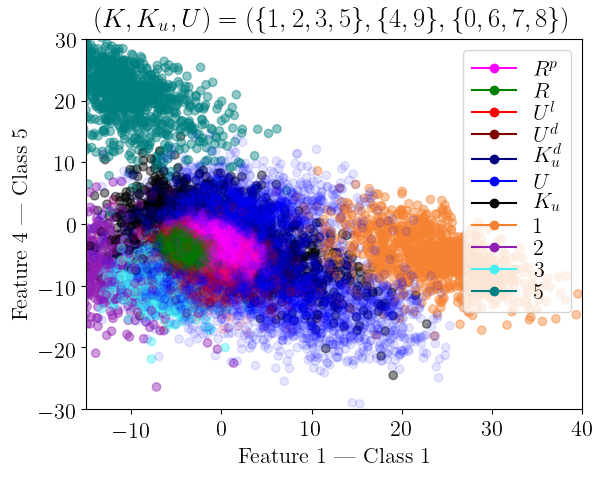 (K, K_u, U) = ({1, 2, 3, 5}, {4, 9}, {0, 6, 7, 8})
30
20
10
0
−10
−20
−30
Feature 4 — Class 5
−10
0
10
20
30
40
Feature 1 — Class 1
R^p
R
U^l
U^d
K_u^d
U
K_u
1
2
3
5